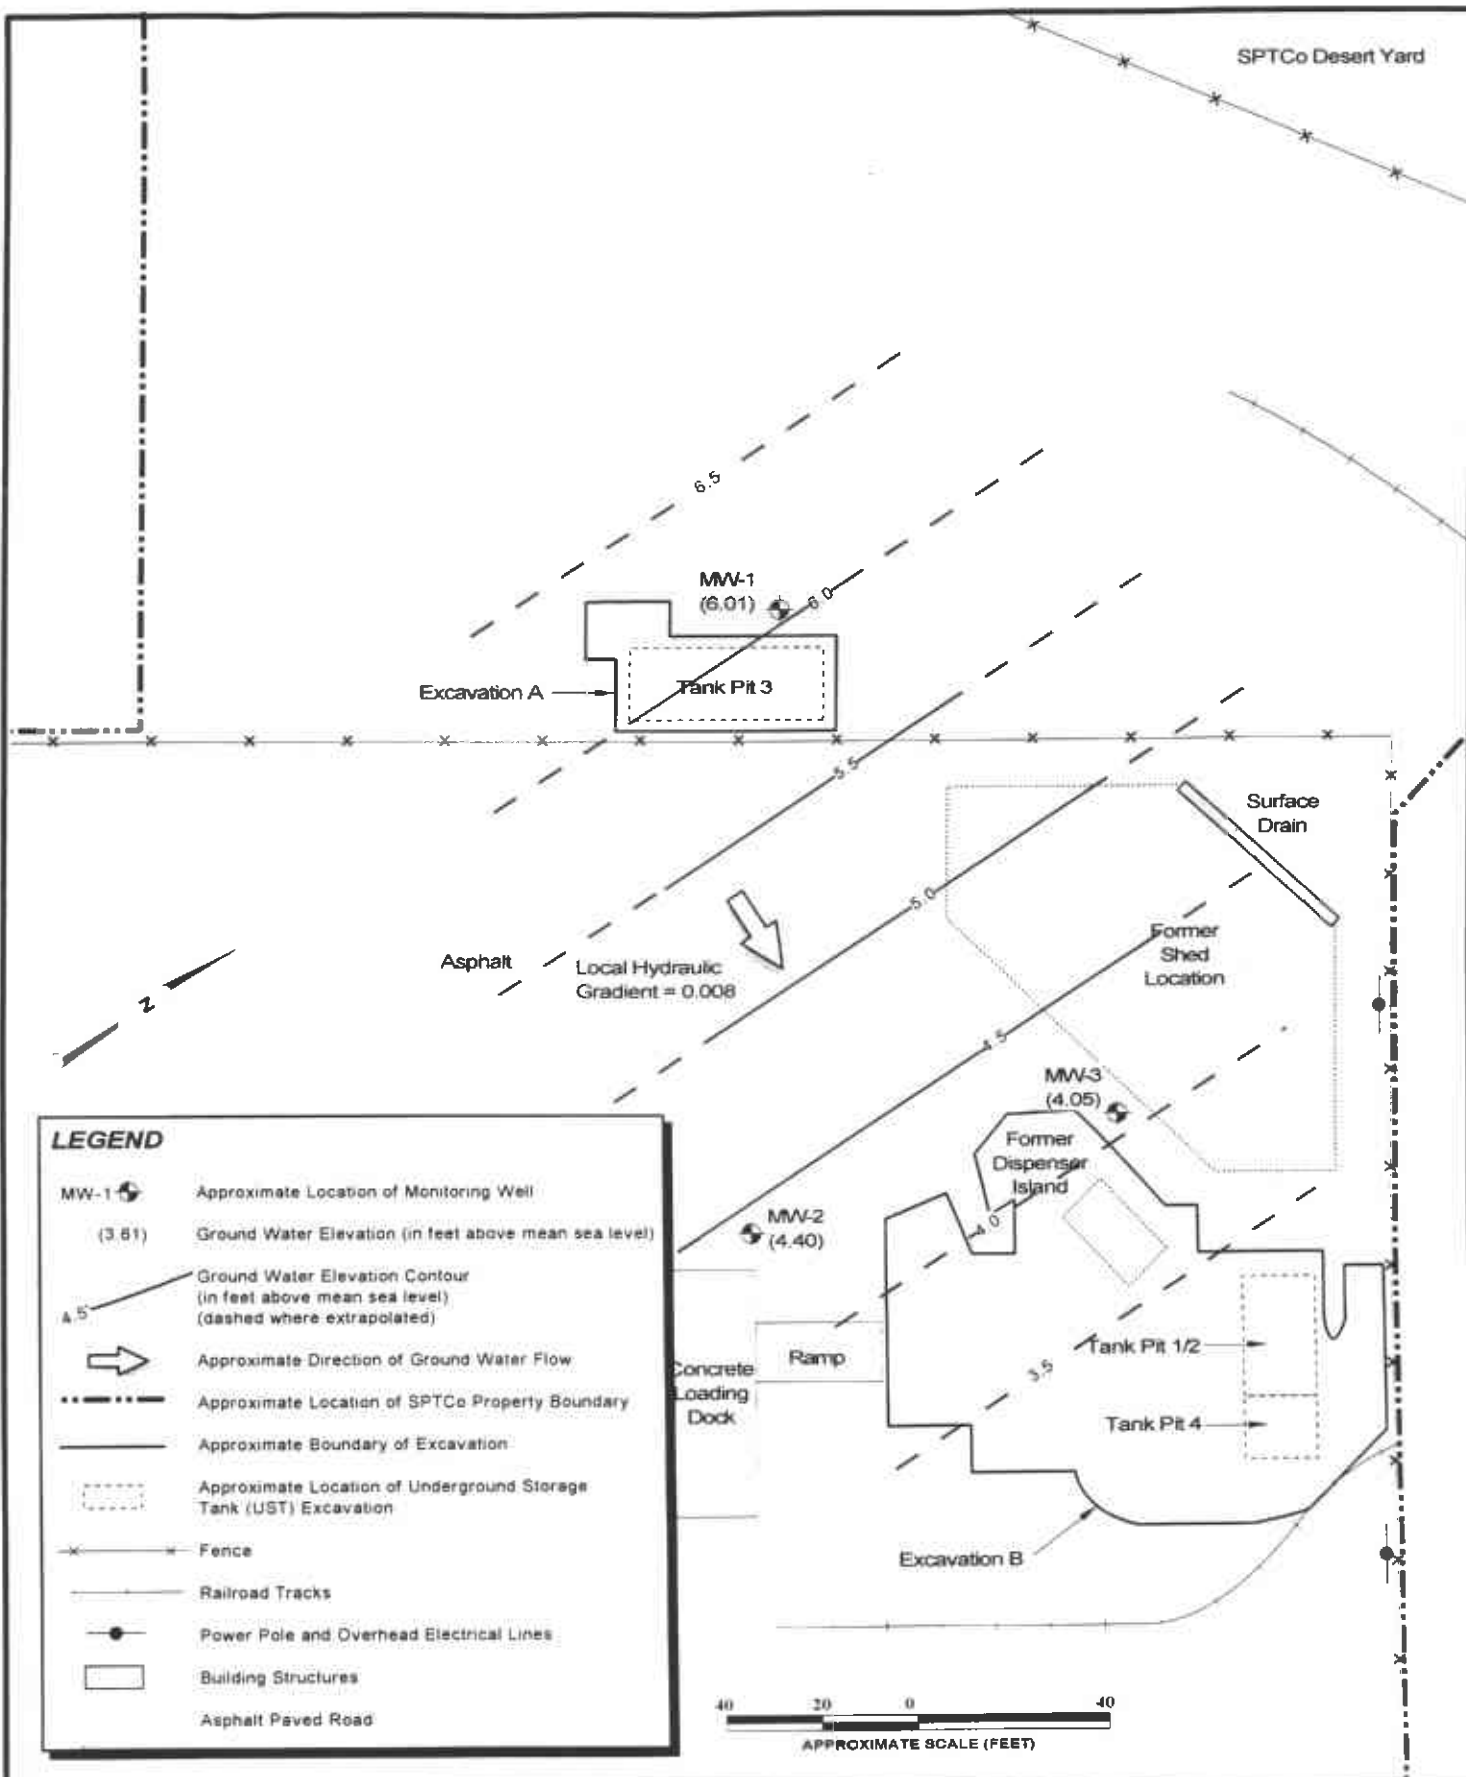 SPTCo Desert Yard
6.5
MW-1
(6.01)
6.0
Excavation A
Tank Pit 3
5.5
Surface
Drain
5.0
Former
Shed
Location
Asphalt
Local Hydraulic
Gradient = 0.008
N
4.5
MW-3
(4.05)
Former
Dispenser
Island
MW-2
(4.40)
4.0
Ramp
Concrete
Loading
Dock
3.5
Tank Pit 1/2
Tank Pit 4
Excavation B
LEGEND
MW-1 Approximate Location of Monitoring Well
(3.61) Ground Water Elevation (in feet above mean sea level)
4.5 Ground Water Elevation Contour
(in feet above mean sea level)
(dashed where extrapolated)
Approximate Direction of Ground Water Flow
Approximate Location of SPTCo Property Boundary
Approximate Boundary of Excavation
Approximate Location of Underground Storage
Tank (UST) Excavation
Fence
Railroad Tracks
Power Pole and Overhead Electrical Lines
Building Structures
Asphalt Paved Road
40 20 0 40
APPROXIMATE SCALE (FEET)